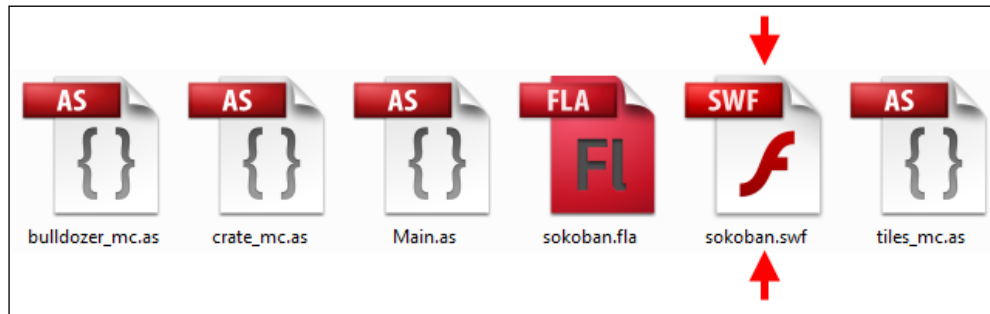 AS AS AS FLA SWF AS
{} {} {} Fl f {}
bulldozer_mc.as crate_mc.as Main.as sokoban.fla sokoban.swf tiles_mc.as